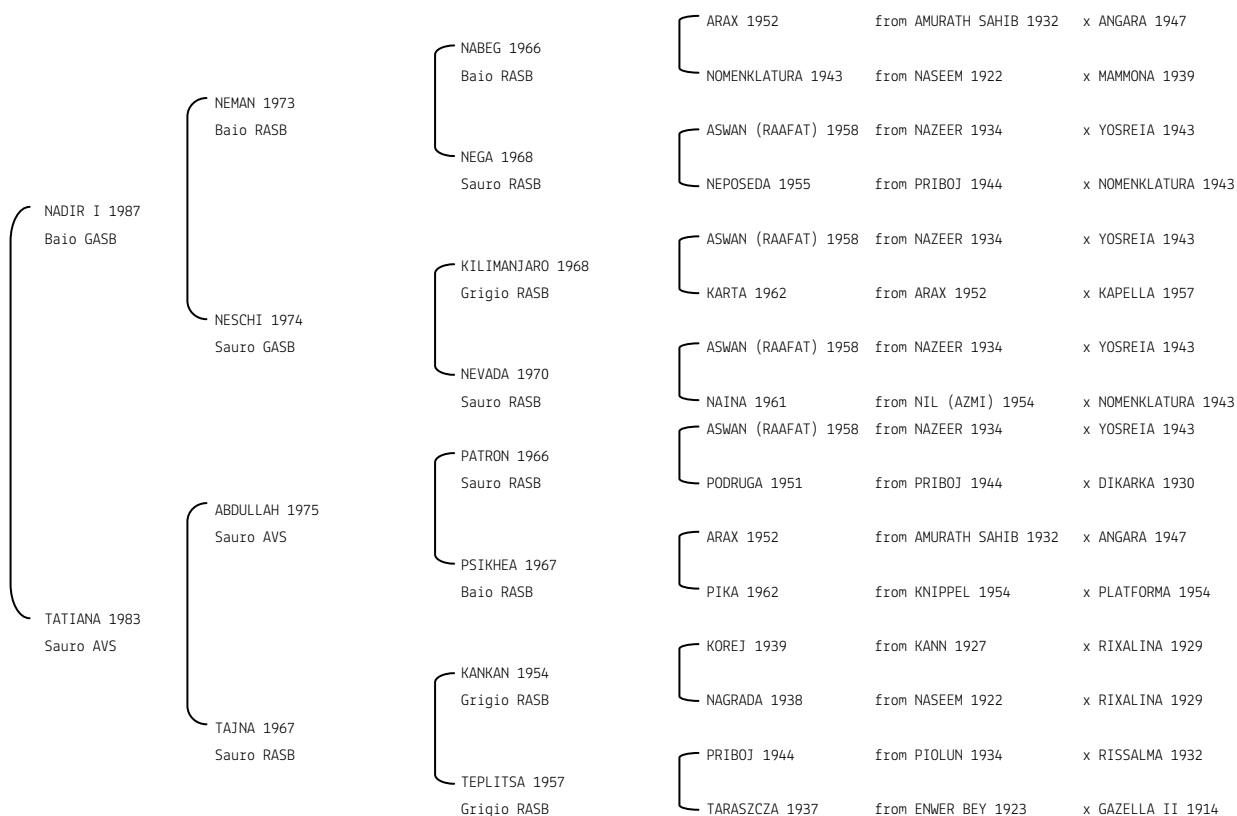 ARAX 1952 from AMURATH SAHIB 1932 x ANGARA 1947
NABEG 1966
Baio RASB NOMENKLATURA 1943 from NASEEM 1922 x MAMMONA 1939
NEMAN 1973
Baio RASB ASWAN (RAAFAT) 1958 from NAZEER 1934 x YOSREIA 1943
NEGA 1968
Sauro RASB NEPOSEDA 1955 from PRIBOJ 1944 x NOMENKLATURA 1943
NADIR I 1987
Baio GASB ASWAN (RAAFAT) 1958 from NAZEER 1934 x YOSREIA 1943
KILIMANJARO 1968
Grigio RASB KARTA 1962 from ARAX 1952 x KAPELLA 1957
NESCHI 1974
Sauro GASB ASWAN (RAAFAT) 1958 from NAZEER 1934 x YOSREIA 1943
NEVADA 1970
Sauro RASB NAINA 1961 from NIL (AZMI) 1954 x NOMENKLATURA 1943
ASWAN (RAAFAT) 1958 from NAZEER 1934 x YOSREIA 1943
PATRON 1966
Sauro RASB PODRUGA 1951 from PRIBOJ 1944 x DIKARKA 1930
ABDULLAH 1975
Sauro AVS ARAX 1952 from AMURATH SAHIB 1932 x ANGARA 1947
PSIKHEA 1967
Baio RASB PIKA 1962 from KNIPPEL 1954 x PLATFORMA 1954
TATIANA 1983
Sauro AVS KOREJ 1939 from KANN 1927 x RIXALINA 1929
KANKAN 1954
Grigio RASB NAGRADA 1938 from NASEEM 1922 x RIXALINA 1929
TAJNA 1967
Sauro RASB PRIBOJ 1944 from PIOLUN 1934 x RISSALMA 1932
TEPLITSA 1957
Grigio RASB TARASZCZA 1937 from ENWER BEY 1923 x GAZELLA II 1914